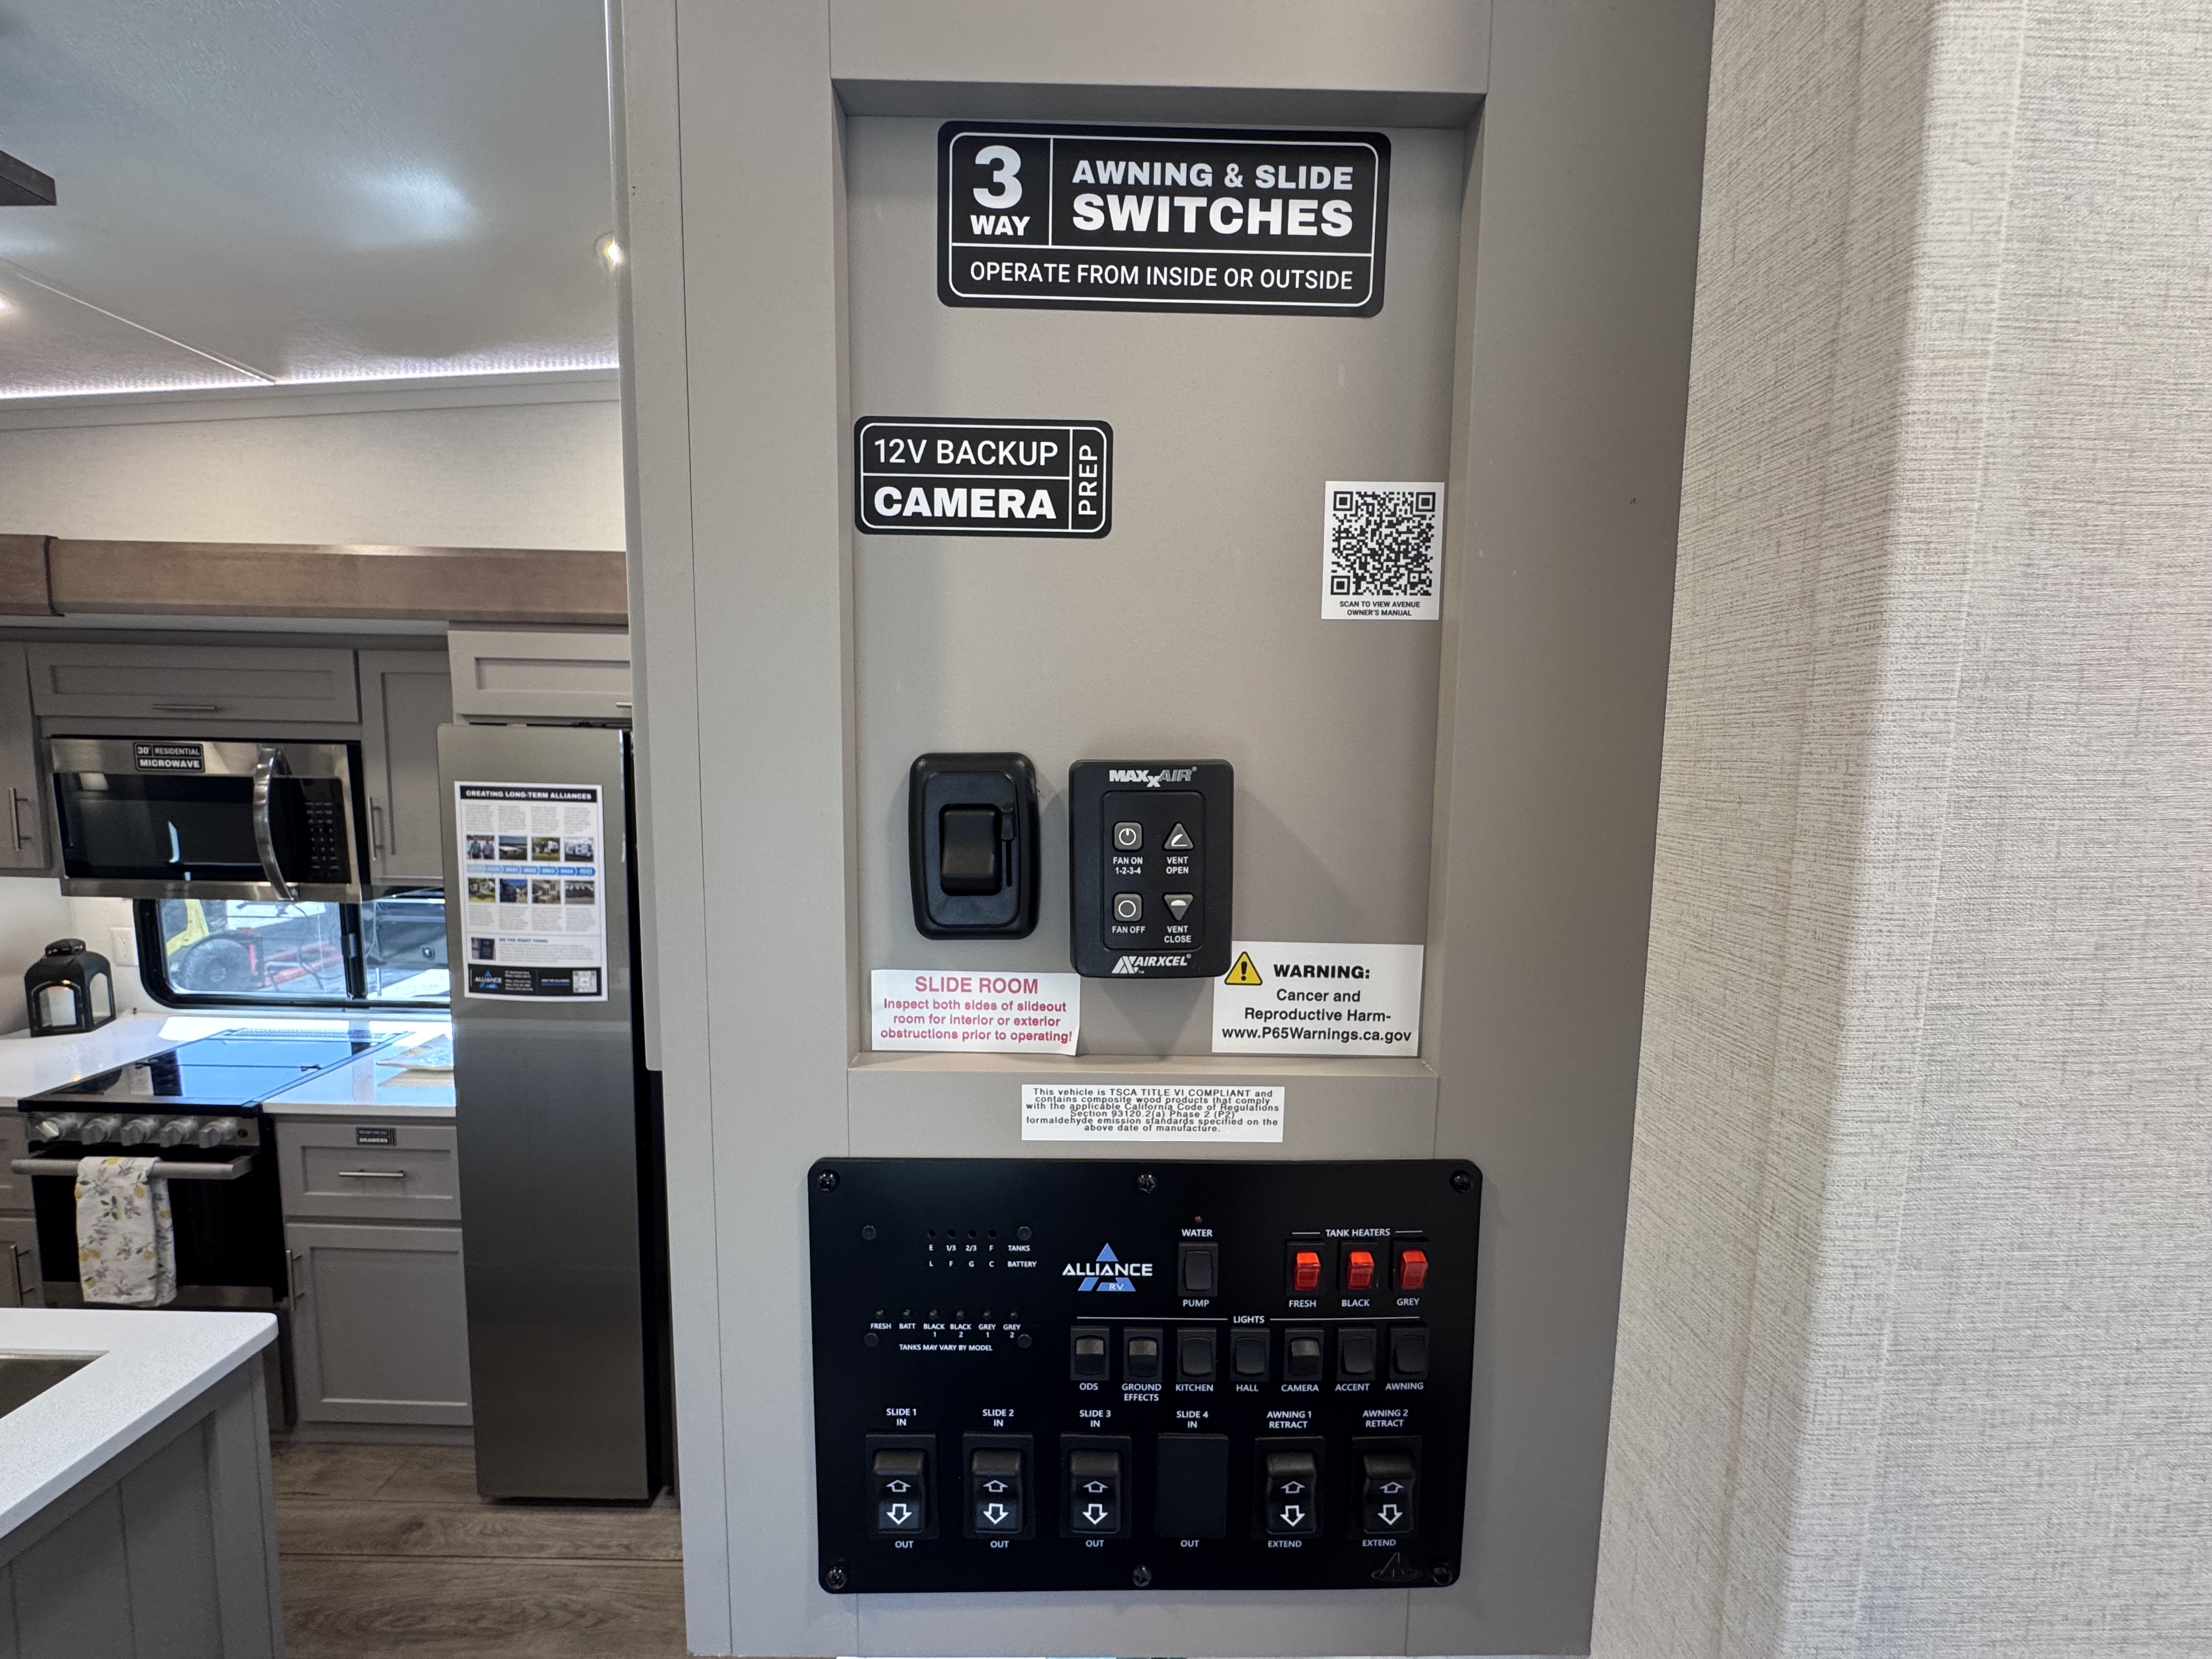 3
WAY
AWNING & SLIDE
SWITCHES
OPERATE FROM INSIDE OR OUTSIDE
12V BACKUP
CAMERA
PREP
SCAN TO VIEW AVENUE
OWNER'S MANUAL
30" RESIDENTIAL
MICROWAVE
CREATING LONG-TERM ALLIANCES
ALLIANCE
DRAWERS
MAXXAIR®
FAN ON
1-2-3-4
VENT
OPEN
FAN OFF
VENT
CLOSE
AIRXCEL®
SLIDE ROOM
Inspect both sides of slideout
room for interior or exterior
obstructions prior to operating!
WARNING:
Cancer and
Reproductive Harm-
www.P65Warnings.ca.gov
This vehicle is TSCA TITLE VI COMPLIANT and
contains composite wood products that comply
with the applicable California Code of Regulations
Section 93120.2(a) Phase 2 (P2)
formaldehyde emission standards specified on the
above date of manufacture.
E 1/3 2/3 F TANKS
L F G C BATTERY
ALLIANCE
RV
WATER
PUMP
TANK HEATERS
FRESH BLACK GREY
FRESH BATT BLACK 1 BLACK 2 GREY 1 GREY 2
TANKS MAY VARY BY MODEL
LIGHTS
ODS GROUND EFFECTS KITCHEN HALL CAMERA ACCENT AWNING
SLIDE 1 IN
SLIDE 2 IN
SLIDE 3 IN
SLIDE 4 IN
AWNING 1 RETRACT
AWNING 2 RETRACT
OUT OUT OUT OUT EXTEND EXTEND